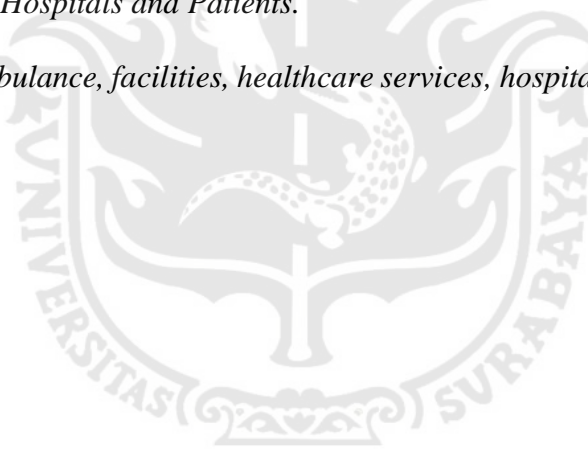 Hospitals and Patients.
bulance, facilities, healthcare services, hospita
UNIVERSITAS SURABAYA